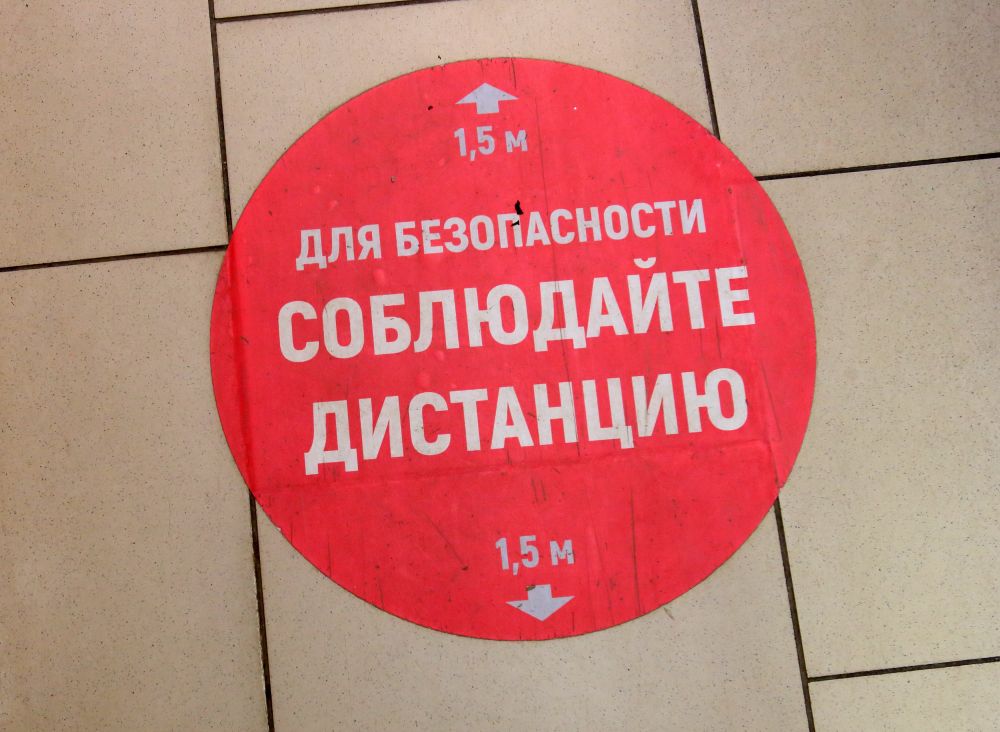 1,5 м
ДЛЯ БЕЗОПАСНОСТИ
СОБЛЮДАЙТЕ
ДИСТАНЦИЮ
1,5 м